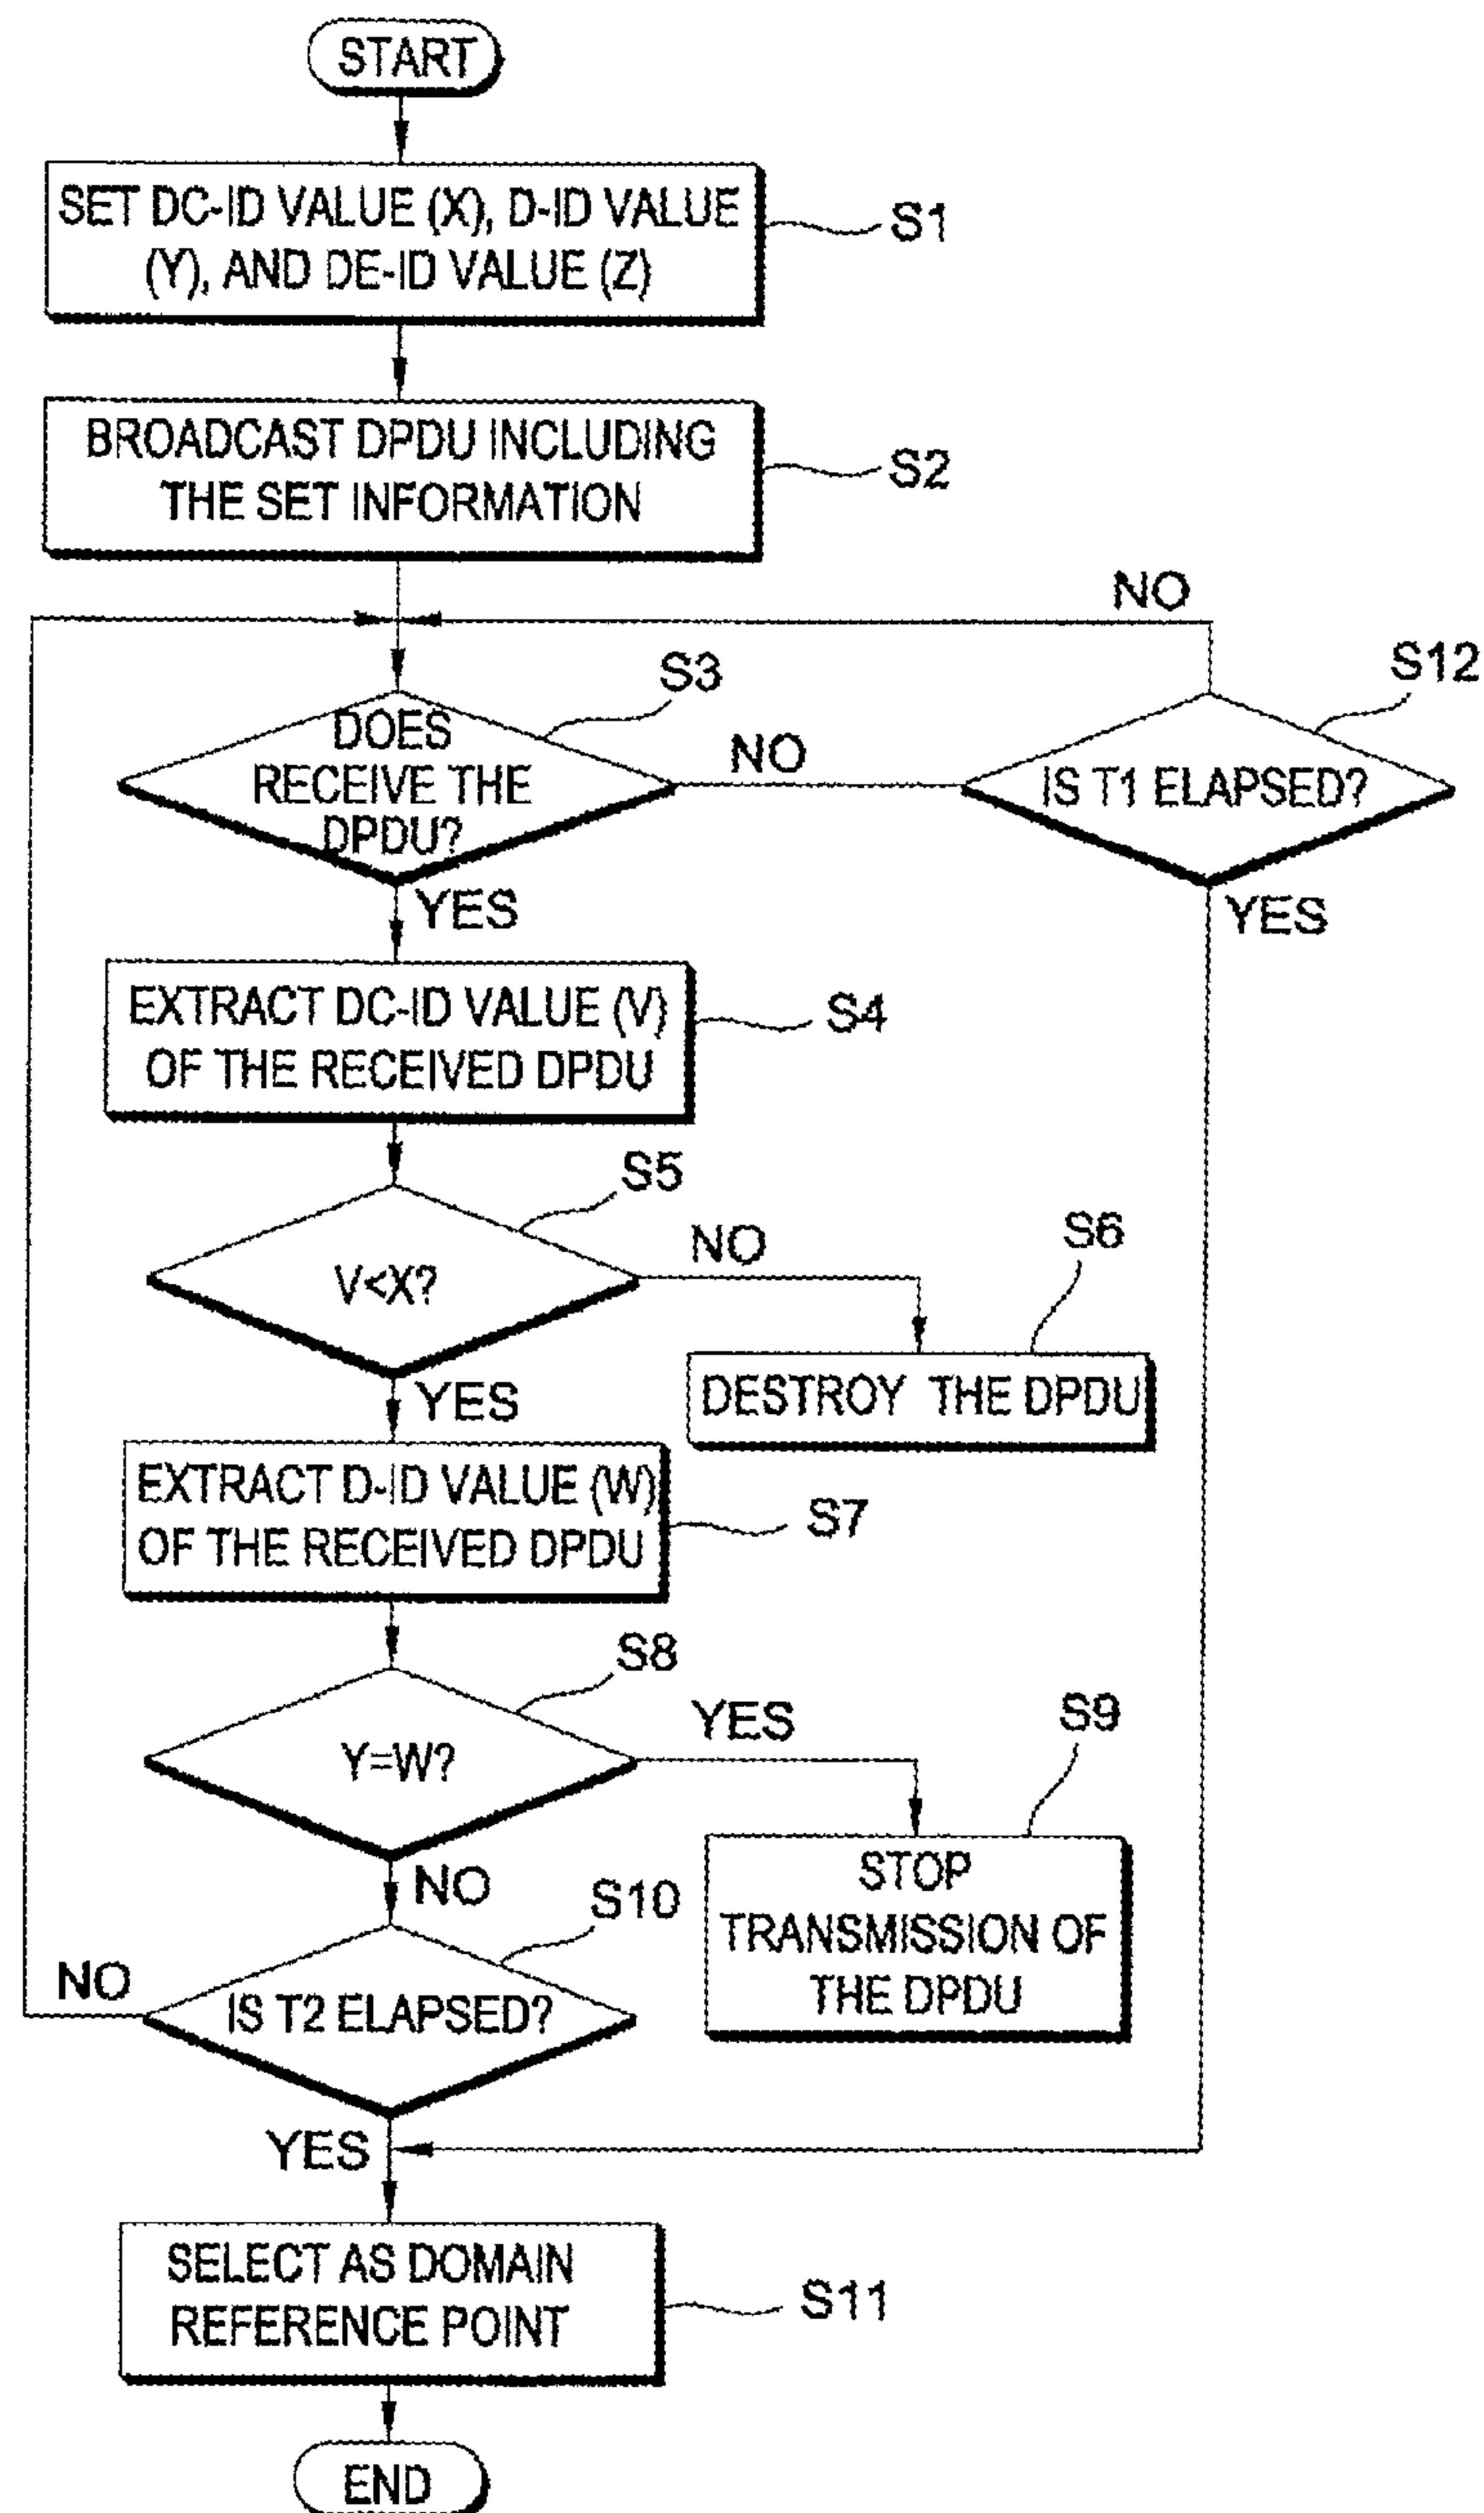 START
SET DC-ID VALUE (X), D-ID VALUE
(Y), AND DE-ID VALUE (Z)
S1
BROADCAST DPDU INCLUDING
THE SET INFORMATION
S2
NO
S3
S12
DOES
RECEIVE THE
DPDU?
NO
IS T1 ELAPSED?
YES
YES
EXTRACT DC-ID VALUE (V)
OF THE RECEIVED DPDU
S4
S5
V<X?
NO
S6
YES
DESTROY THE DPDU
EXTRACT D-ID VALUE (W)
OF THE RECEIVED DPDU
S7
S8
Y=W?
YES
S9
NO
STOP
TRANSMISSION OF
THE DPDU
S10
NO
IS T2 ELAPSED?
YES
SELECT AS DOMAIN
REFERENCE POINT
S11
END